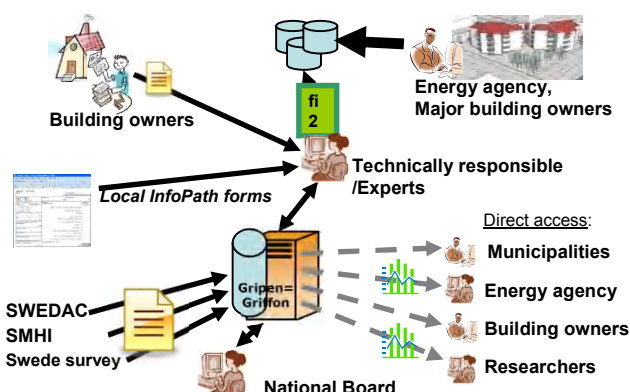 Building owners
fi
2
Energy agency,
Major building owners
Technically responsible
/Experts
Local InfoPath forms
Direct access:
Municipalities
Gripen=
Griffon
Energy agency
SWEDAC
SMHI
Swede survey
Building owners
Researchers
National Board